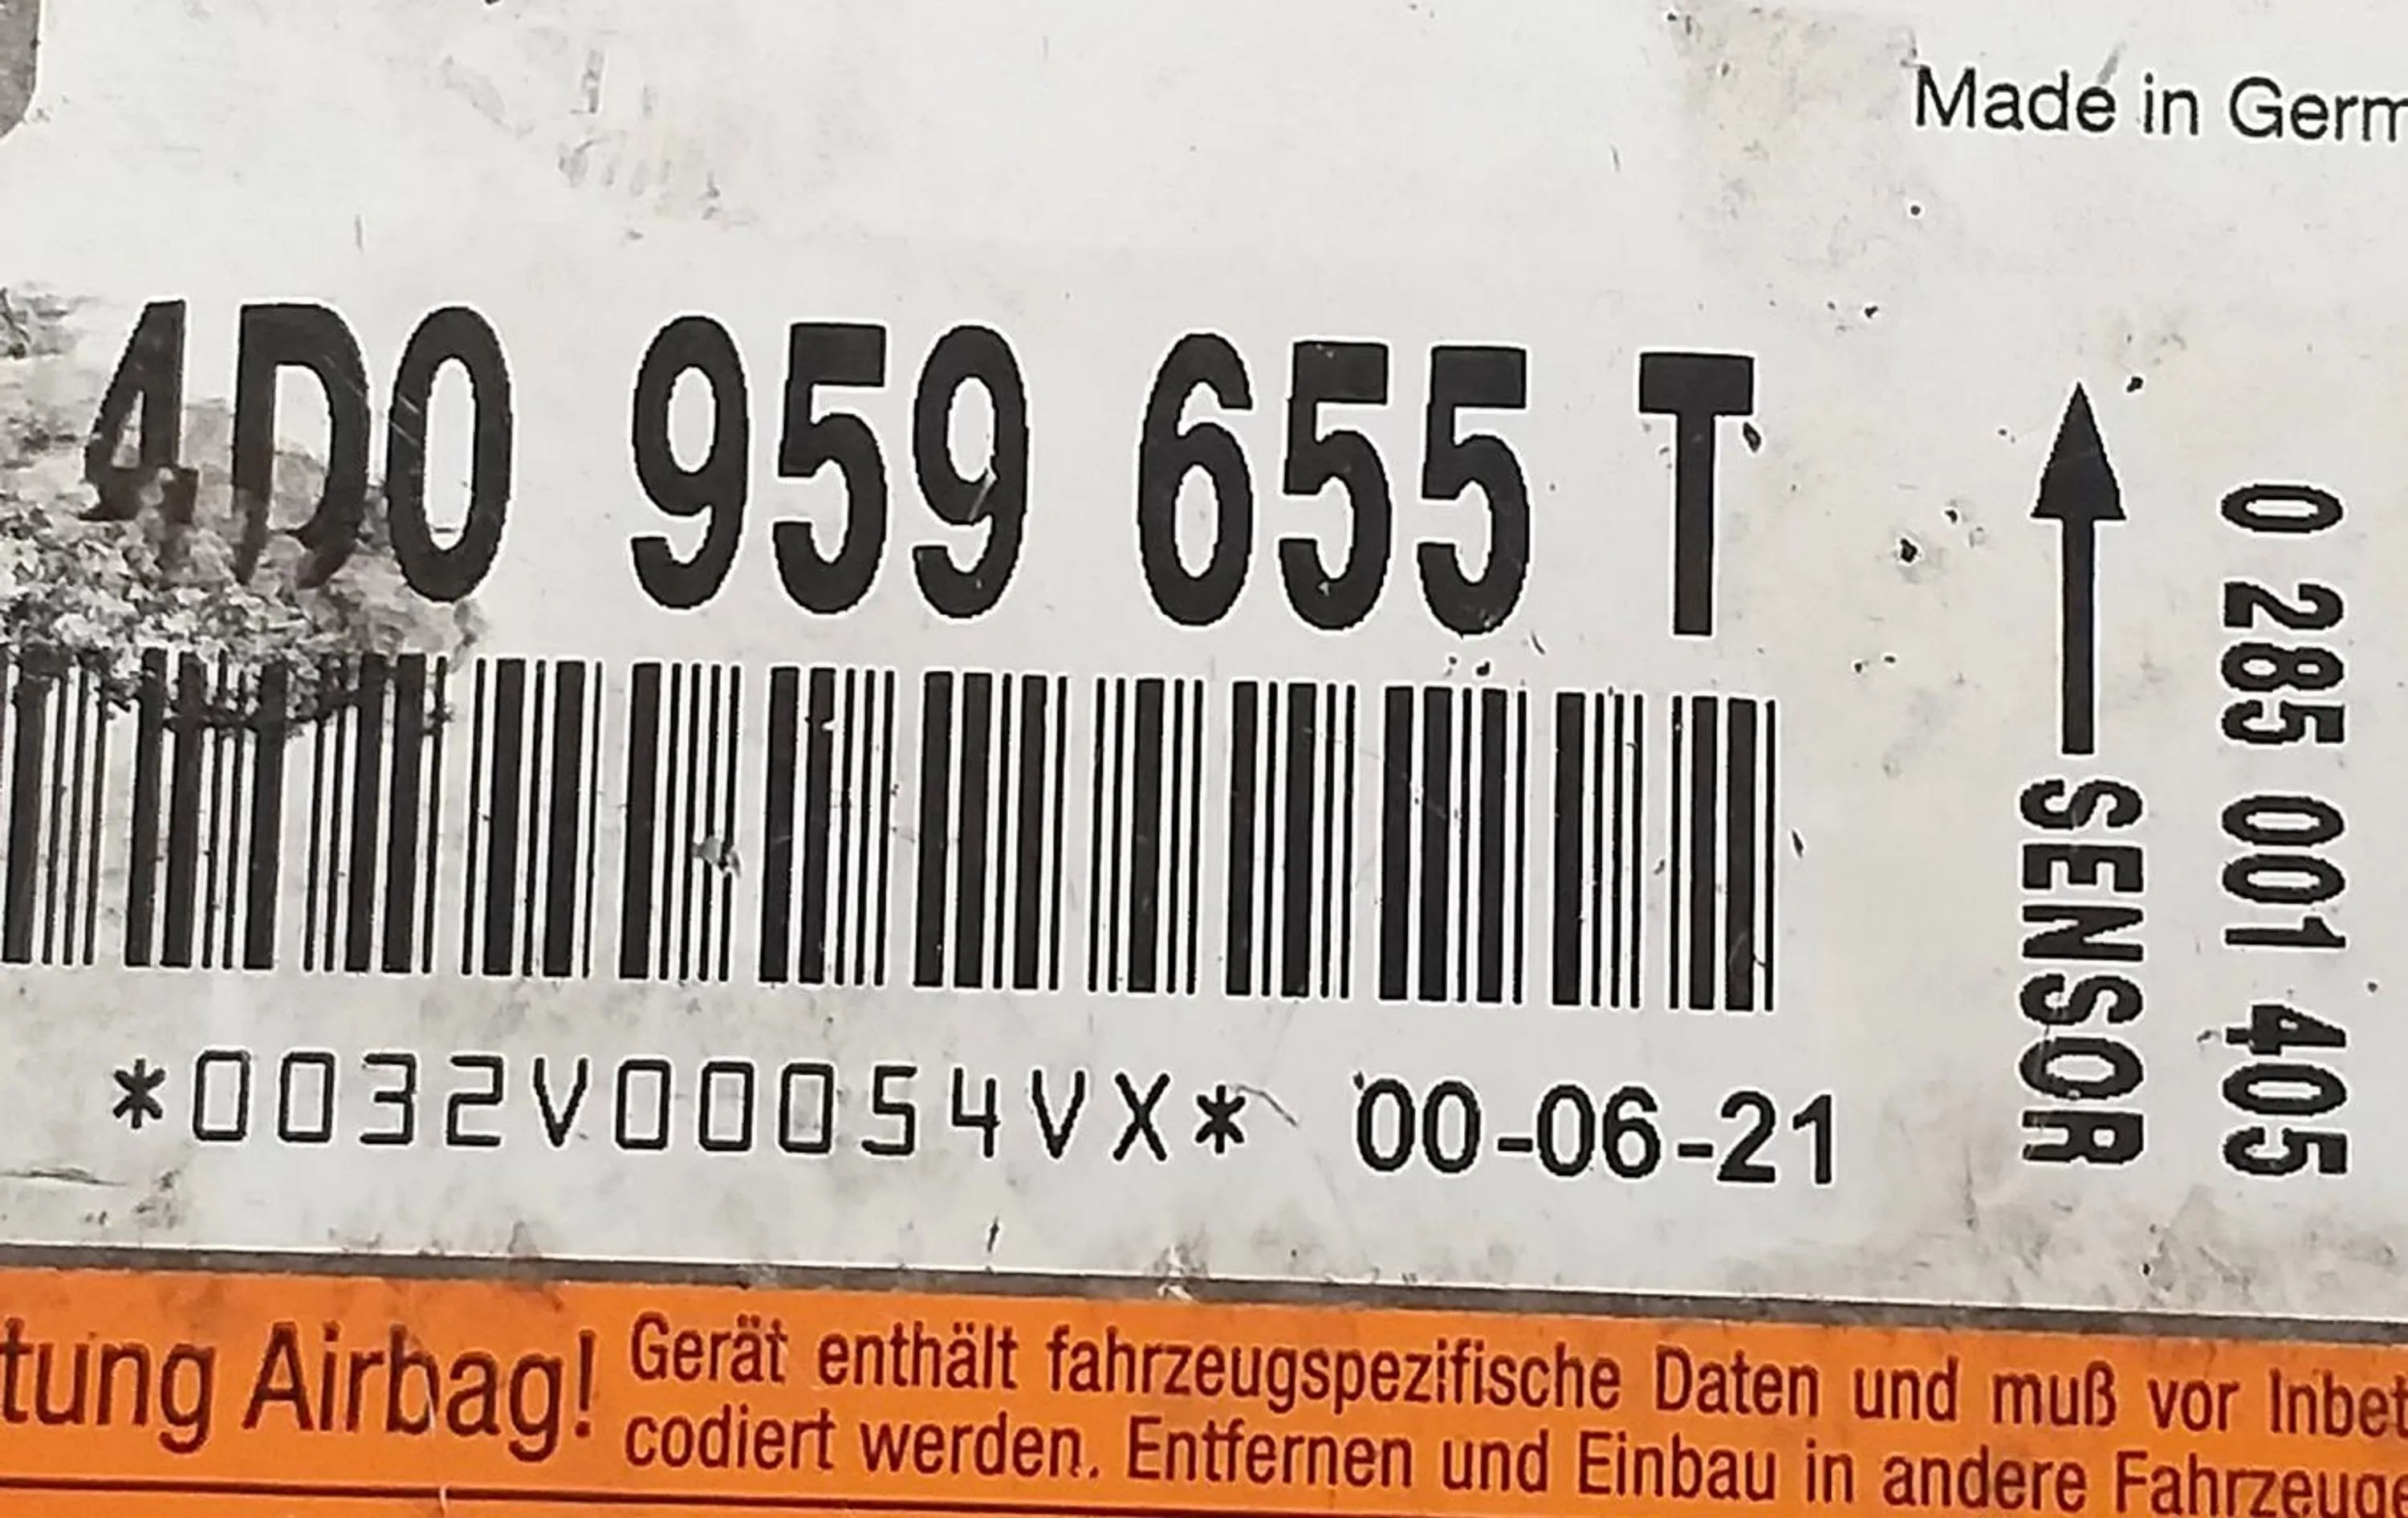 Made in Germ
4D0 959 655 T
*0032V00054VX* 00-06-21
SENSOR
0 285 001 405
tung Airbag!
Gerät enthält fahrzeugspezifische Daten und muß vor Inbet
codiert werden. Entfernen und Einbau in andere Fahrzeuge